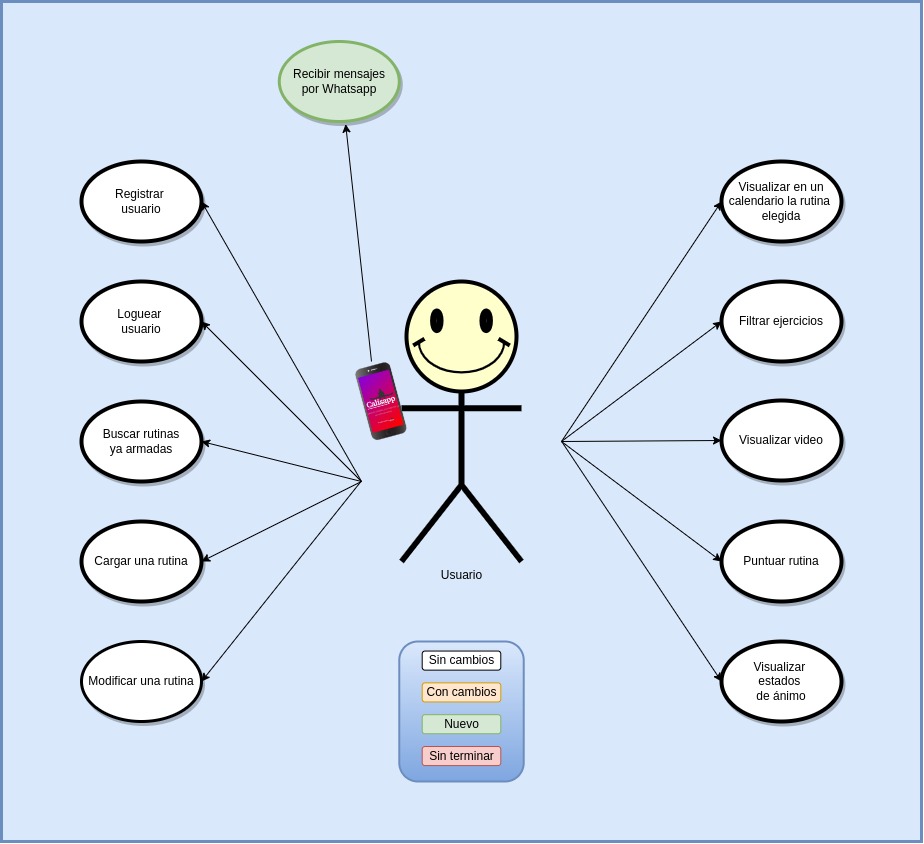 Recibir mensajes
por Whatsapp
Registrar
usuario
Loguear
usuario
Buscar rutinas
ya armadas
Cargar una rutina
Modificar una rutina
Calisapp
Usuario
Visualizar en un
calendario la rutina
elegida
Filtrar ejercicios
Visualizar video
Puntuar rutina
Visualizar
estados
de ánimo
Sin cambios
Con cambios
Nuevo
Sin terminar